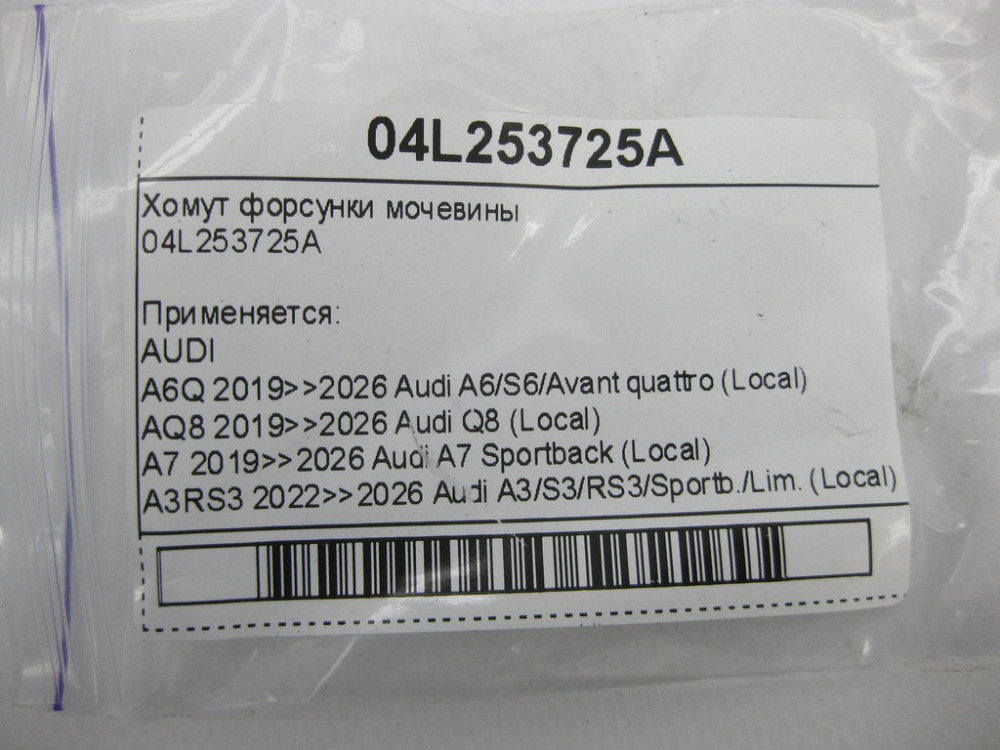 04L253725A
Хомут форсунки мочевины
04L253725A
Применяется:
AUDI
A6Q 2019>>2026 Audi A6/S6/Avant quattro (Local)
AQ8 2019>>2026 Audi Q8 (Local)
A7 2019>>2026 Audi A7 Sportback (Local)
A3RS3 2022>>2026 Audi A3/S3/RS3/Sportb./Lim. (Local)